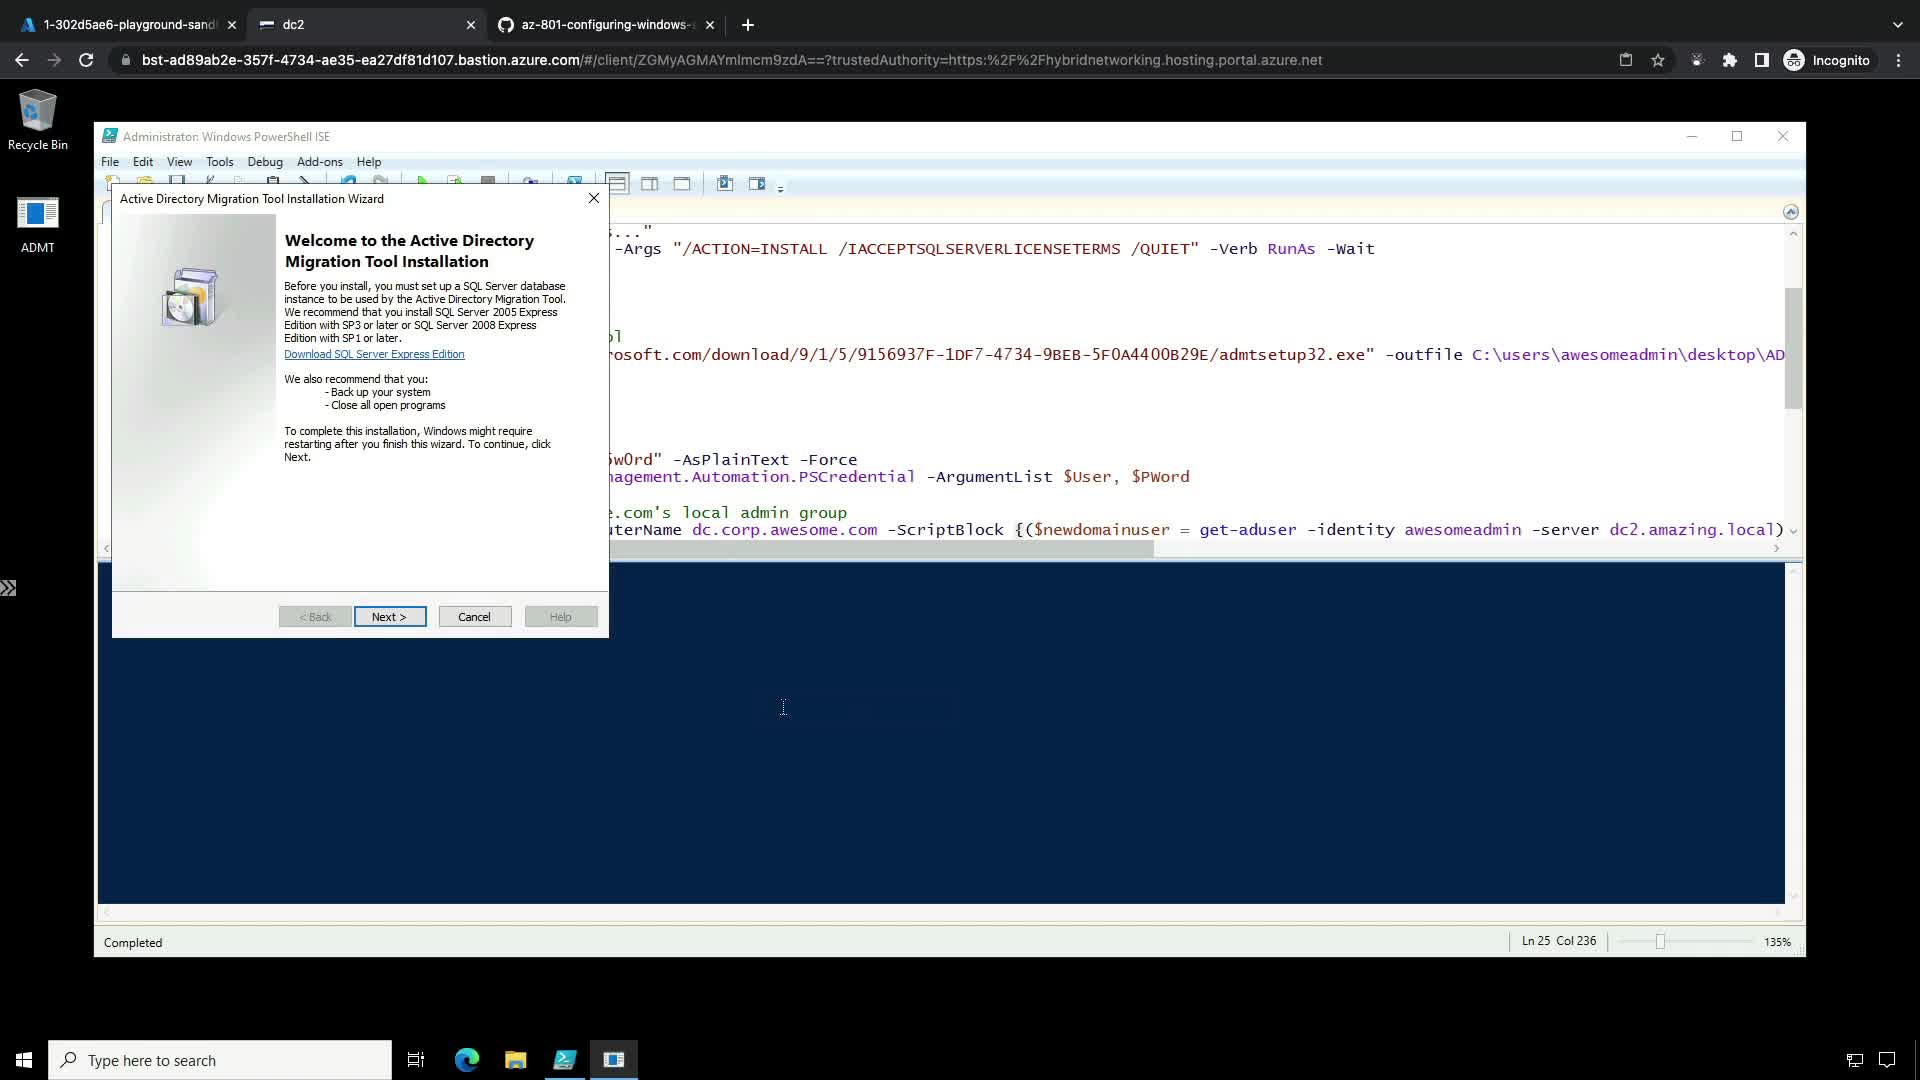 1-302d5ae6-playground-sand
dc2
az-801-configuring-windows-
bst-ad89ab2e-357f-4734-ae35-ea27df81d107.bastion.azure.com/#/client/ZGMyAGMAYmlmcm9zdA==?trustedAuthority=https:%2F%2Fhybridnetworking.hosting.portal.azure.net
Incognito
Recycle Bin
ADMT
Administrator: Windows PowerShell ISE
File Edit View Tools Debug Add-ons Help
Active Directory Migration Tool Installation Wizard
Welcome to the Active Directory
Migration Tool Installation
Before you install, you must set up a SQL Server database
instance to be used by the Active Directory Migration Tool.
We recommend that you install SQL Server 2005 Express
Edition with SP3 or later or SQL Server 2008 Express
Edition with SP1 or later.
Download SQL Server Express Edition
We also recommend that you:
- Back up your system
- Close all open programs
To complete this installation, Windows might require
restarting after you finish this wizard. To continue, click
Next.
< Back
Next >
Cancel
Help
s..."
-Args "/ACTION=INSTALL /IACCEPTSQLSERVERLICENSETERMS /QUIET" -Verb RunAs -Wait
ol
rosoft.com/download/9/1/5/9156937F-1DF7-4734-9BEB-5F0A4400B29E/admtsetup32.exe" -outfile C:\users\awesomeadmin\desktop\AD
5w0rd" -AsPlainText -Force
nagement.Automation.PSCredential -ArgumentList $User, $PWord
e.com's local admin group
uterName dc.corp.awesome.com -ScriptBlock {($newdomainuser = get-aduser -identity awesomeadmin -server dc2.amazing.local)
Completed
Ln 25 Col 236
135%
Type here to search